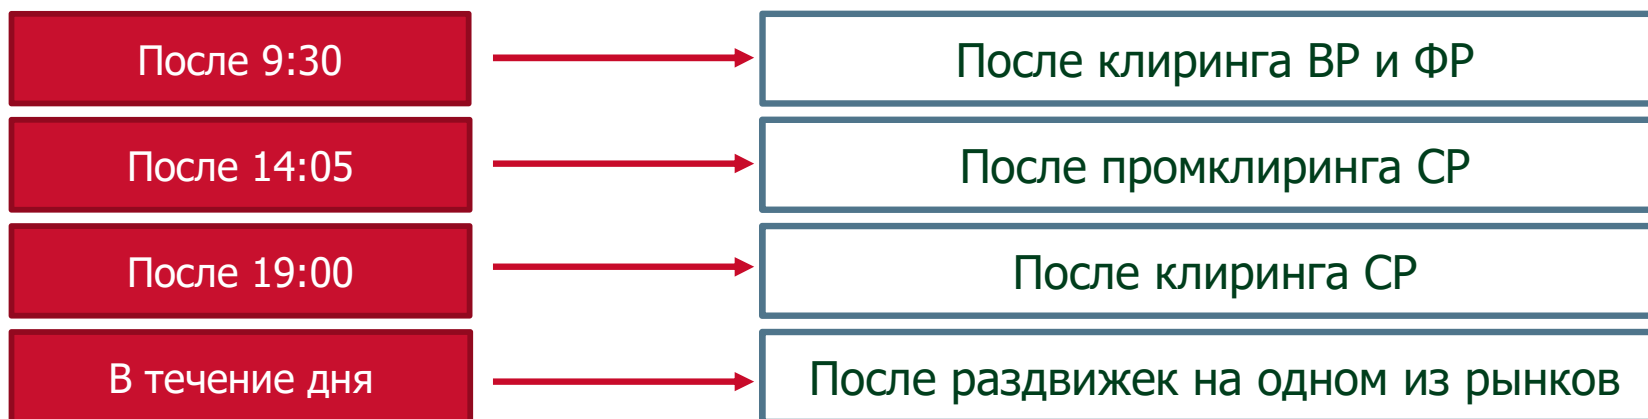 После 9:30
После клиринга ВР и ФР
После 14:05
После промклиринга СР
После 19:00
После клиринга СР
В течение дня
После раздвижек на одном из рынков